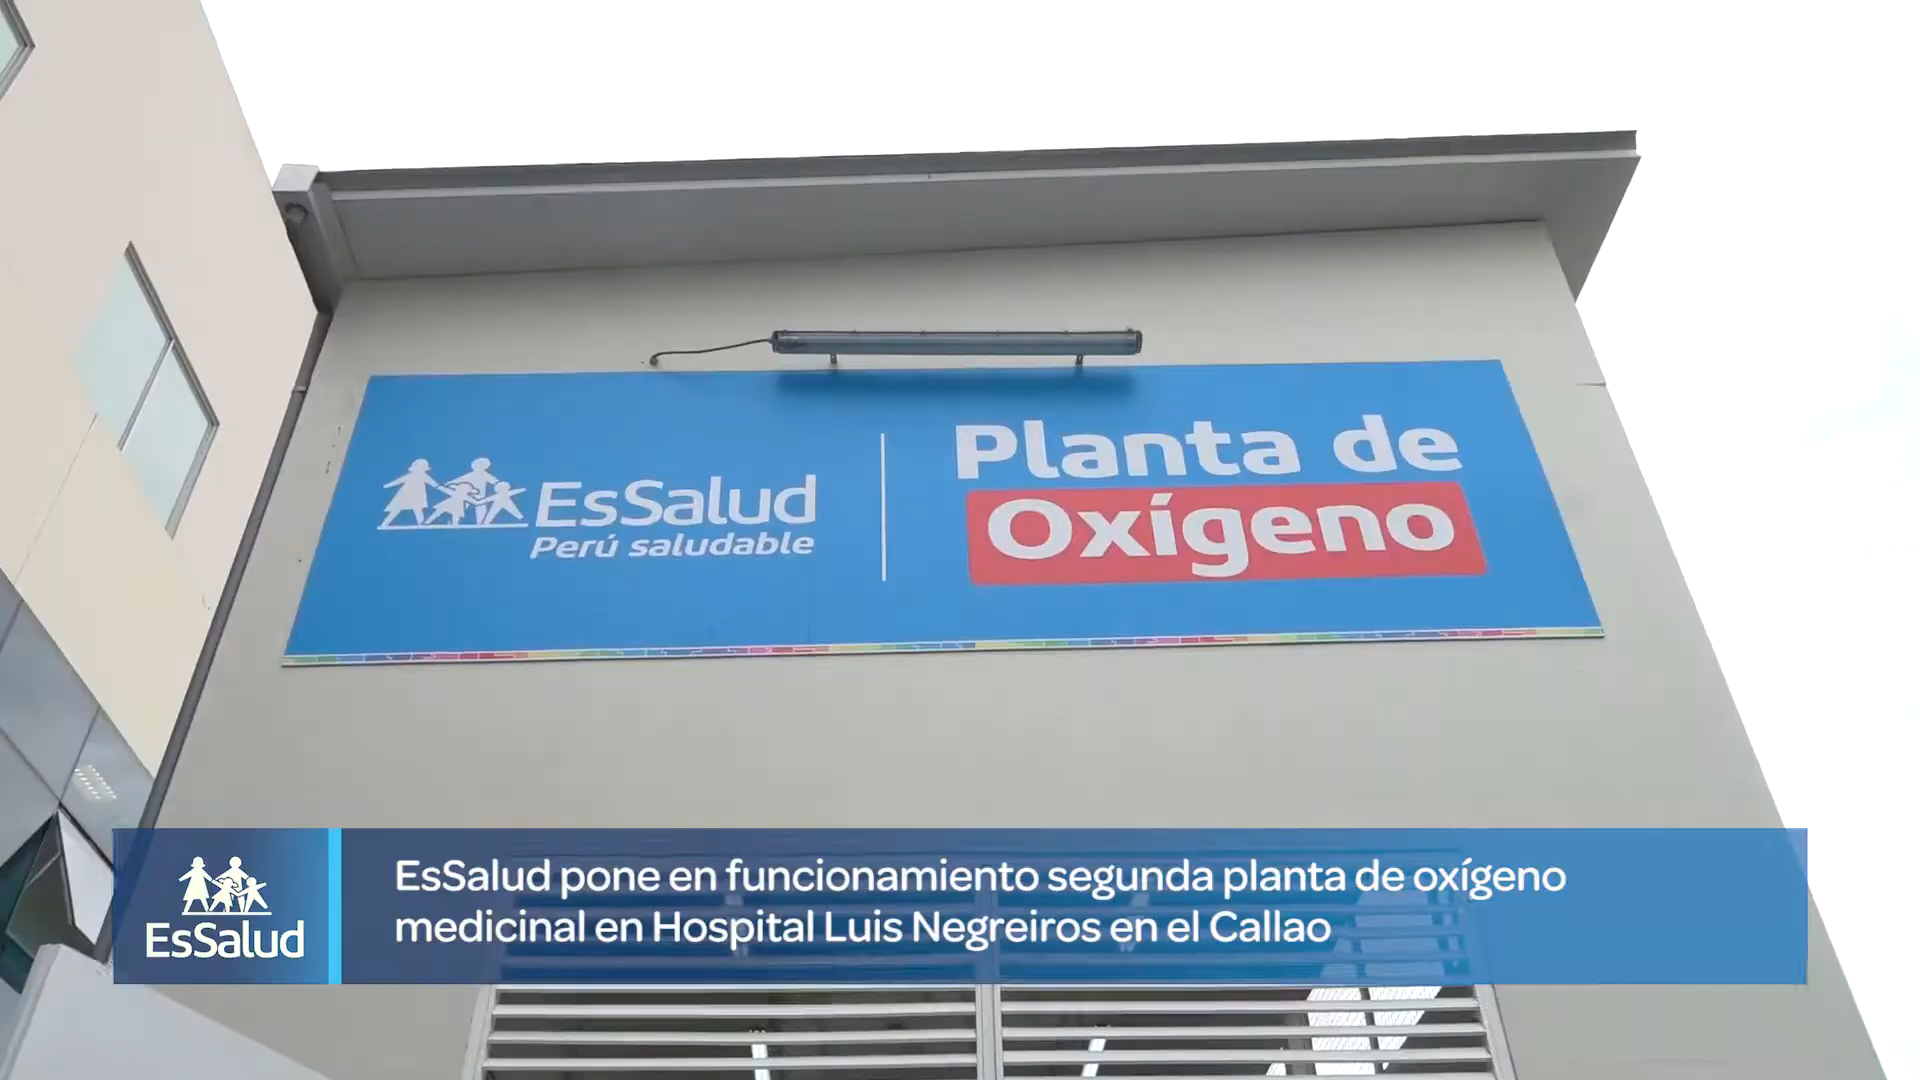 EsSalud
Perú saludable
Planta de
Oxígeno
EsSalud
EsSalud pone en funcionamiento segunda planta de oxígeno
medicinal en Hospital Luis Negreiros en el Callao